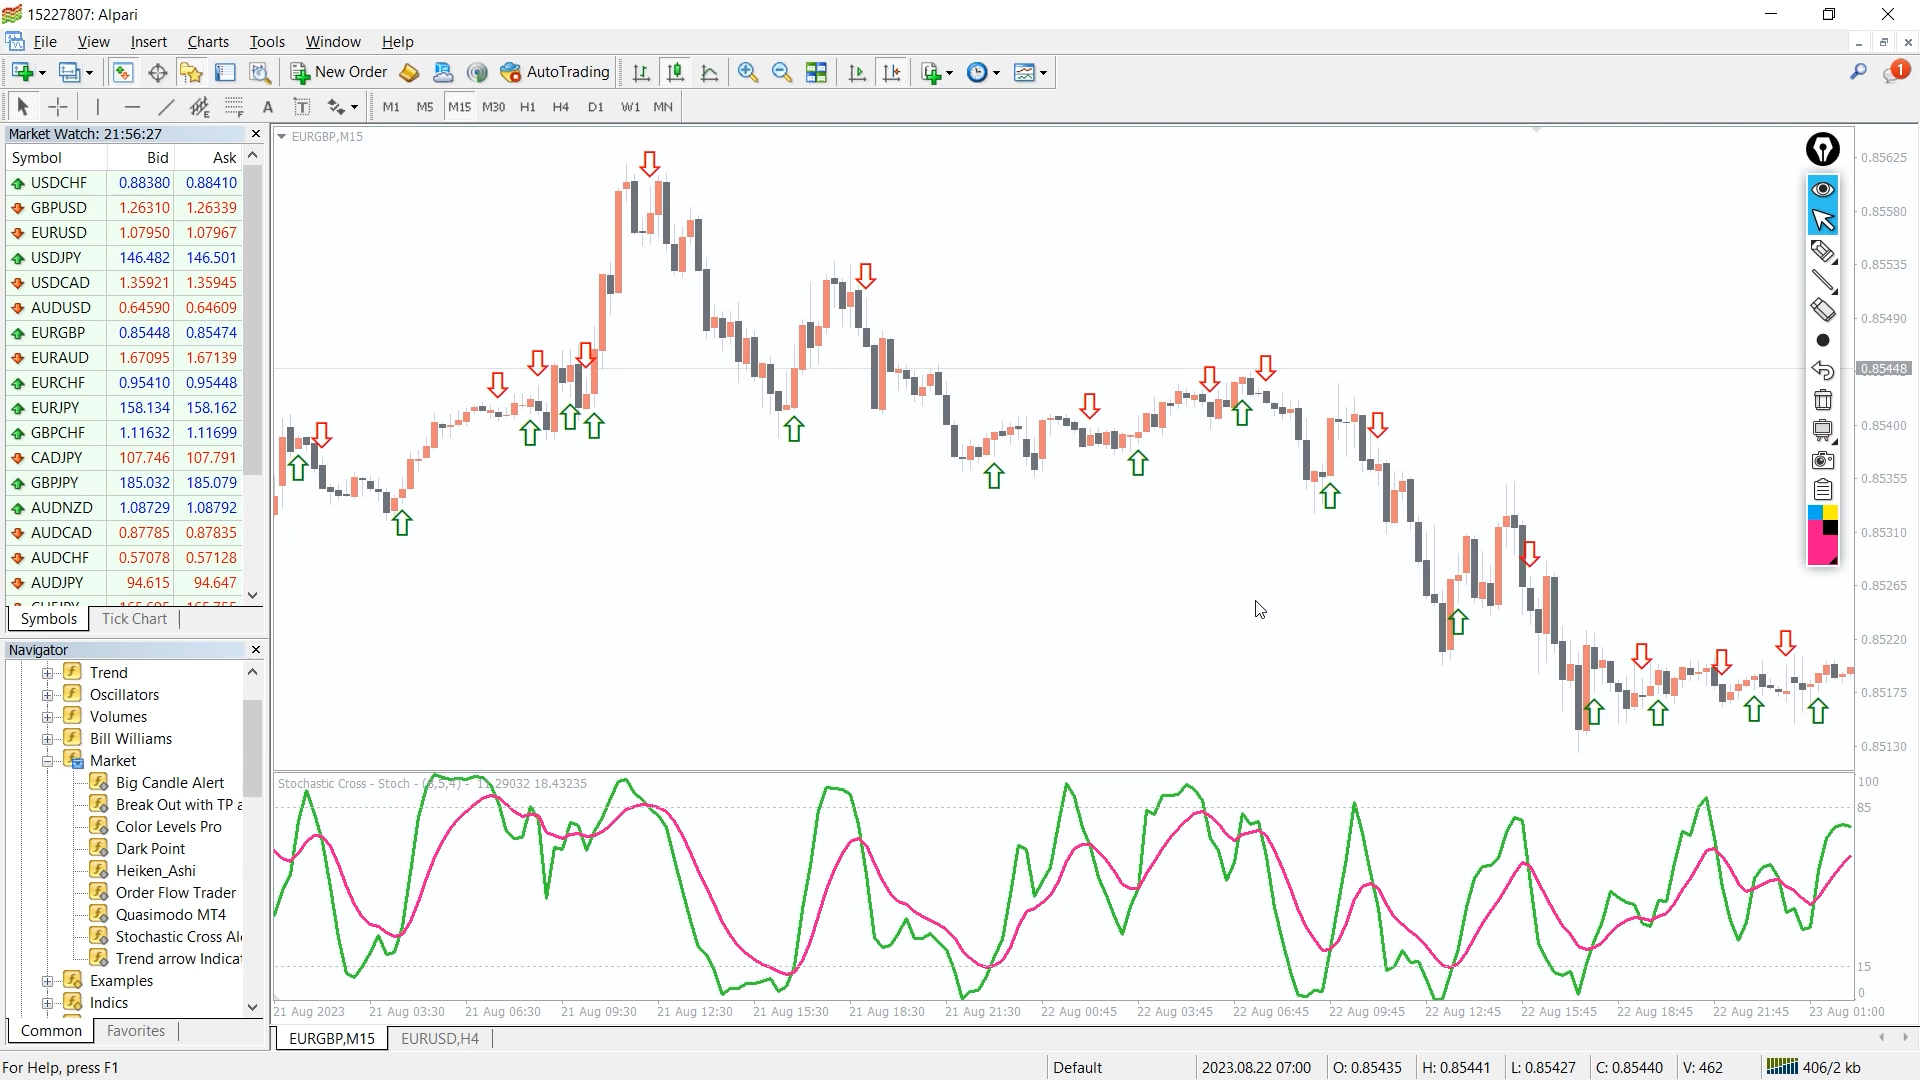 15227807: Alpari
File View Insert Charts Tools Window Help
New Order AutoTrading 1
A T M1 M5 M15 M30 H1 H4 D1 W1 MN
Market Watch: 21:56:27
Symbol Bid Ask
USDCHF 0.88380 0.88410
GBPUSD 1.26310 1.26339
EURUSD 1.07950 1.07967
USDJPY 146.482 146.501
USDCAD 1.35921 1.35945
AUDUSD 0.64590 0.64609
EURGBP 0.85448 0.85474
EURAUD 1.67095 1.67139
EURCHF 0.95410 0.95448
EURJPY 158.134 158.162
GBPCHF 1.11632 1.11699
CADJPY 107.746 107.791
GBPJPY 185.032 185.079
AUDNZD 1.08729 1.08792
AUDCAD 0.87785 0.87835
AUDCHF 0.57078 0.57128
AUDJPY 94.615 94.647
Symbols Tick Chart
Navigator
Trend
Oscillators
Volumes
Bill Williams
Market
Big Candle Alert
Break Out with TP a
Color Levels Pro
Dark Point
Heiken_Ashi
Order Flow Trader
Quasimodo MT4
Stochastic Cross Al
Trend arrow Indica
Examples
Indics
Common Favorites
EURGBP,M15
0.85625
0.85580
0.85535
0.85490
0.85448
0.85400
0.85355
0.85310
0.85265
0.85220
0.85175
0.85130
Stochastic Cross - Stoch - 18.43235
100
85
15
0
21 Aug 2023 21 Aug 03:30 21 Aug 06:30 21 Aug 09:30 21 Aug 12:30 21 Aug 15:30 21 Aug 18:30 21 Aug 21:30 22 Aug 00:45 22 Aug 03:45 22 Aug 06:45 22 Aug 09:45 22 Aug 12:45 22 Aug 15:45 22 Aug 18:45 22 Aug 21:45 23 Aug 01:00
EURGBP,M15 EURUSD,H4
For Help, press F1 Default 2023.08.22 07:00 O: 0.85435 H: 0.85441 L: 0.85427 C: 0.85440 V: 462 406/2 kb